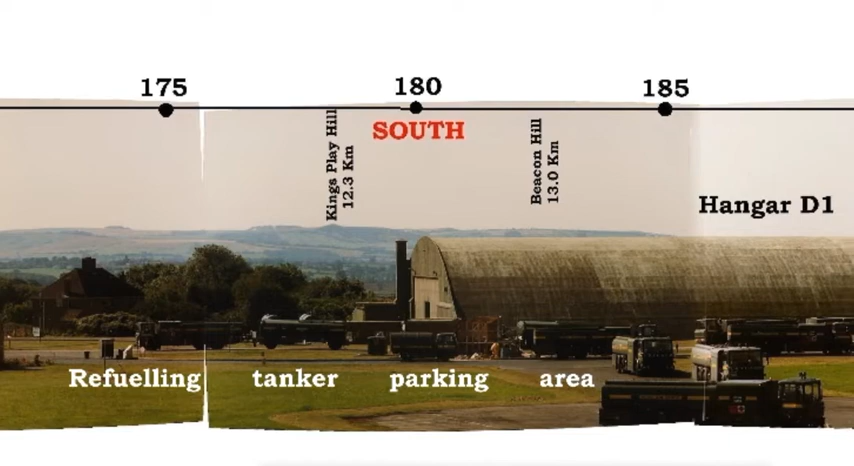 175
180
185
SOUTH
Kings Play Hill
12.3 Km
Beacon Hill
13.0 Km
Hangar D1
Refuelling tanker parking area